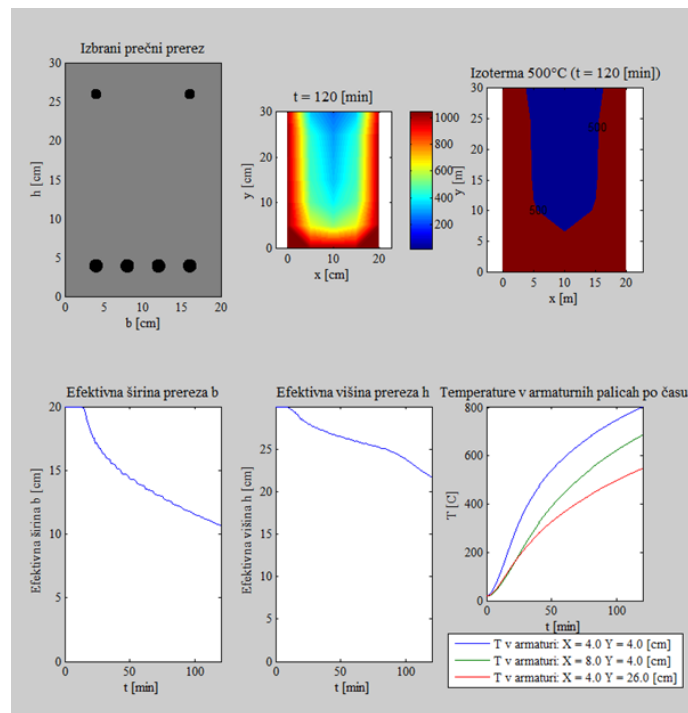 Izbrani prečni prerez
30
25
20
15
10
5
0
h [cm]
0 5 10 15 20
b [cm]
t = 120 [min]
30
20
10
0
y [cm]
0 5 10 15 20
x [cm]
1000
800
600
400
200
Izoterma 500°C (t = 120 [min])
30
25
20
15
10
5
0
y [m]
500
500
0 5 10 15 20
x [m]
Efektivna širina prereza b
20
15
10
5
0
Efektivna širina b [cm]
0 50 100
t [min]
Efektivna višina prereza h
25
20
15
10
5
0
Efektivna višina h [cm]
0 50 100
t [min]
Temperature v armaturnih palicah po času
800
600
400
200
0
T [C]
0 50 100
t [min]
T v armaturi: X = 4.0 Y = 4.0 [cm]
T v armaturi: X = 8.0 Y = 4.0 [cm]
T v armaturi: X = 4.0 Y = 26.0 [cm]